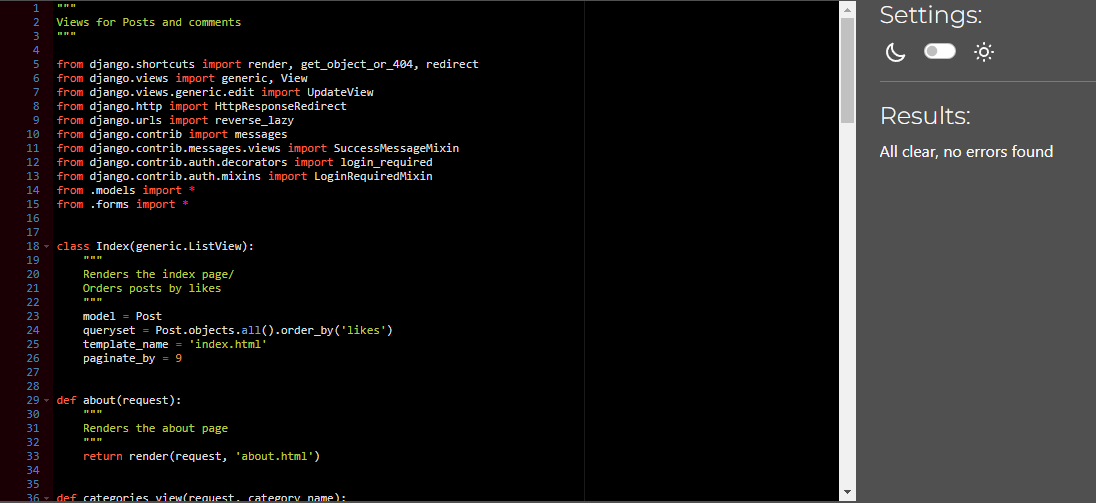 1 """
2 Views for Posts and comments
3 """
4
5 from django.shortcuts import render, get_object_or_404, redirect
6 from django.views import generic, View
7 from django.views.generic.edit import UpdateView
8 from django.http import HttpResponseRedirect
9 from django.urls import reverse_lazy
10 from django.contrib import messages
11 from django.contrib.messages.views import SuccessMessageMixin
12 from django.contrib.auth.decorators import login_required
13 from django.contrib.auth.mixins import LoginRequiredMixin
14 from .models import *
15 from .forms import *
16
17
18 class Index(generic.ListView):
19     """
20     Renders the index page/
21     Orders posts by likes
22     """
23     model = Post
24     queryset = Post.objects.all().order_by('likes')
25     template_name = 'index.html'
26     paginate_by = 9
27
28
29 def about(request):
30     """
31     Renders the about page
32     """
33     return render(request, 'about.html')
34
35
36 def categories_view(request, category_name):
Settings:
Results:
All clear, no errors found